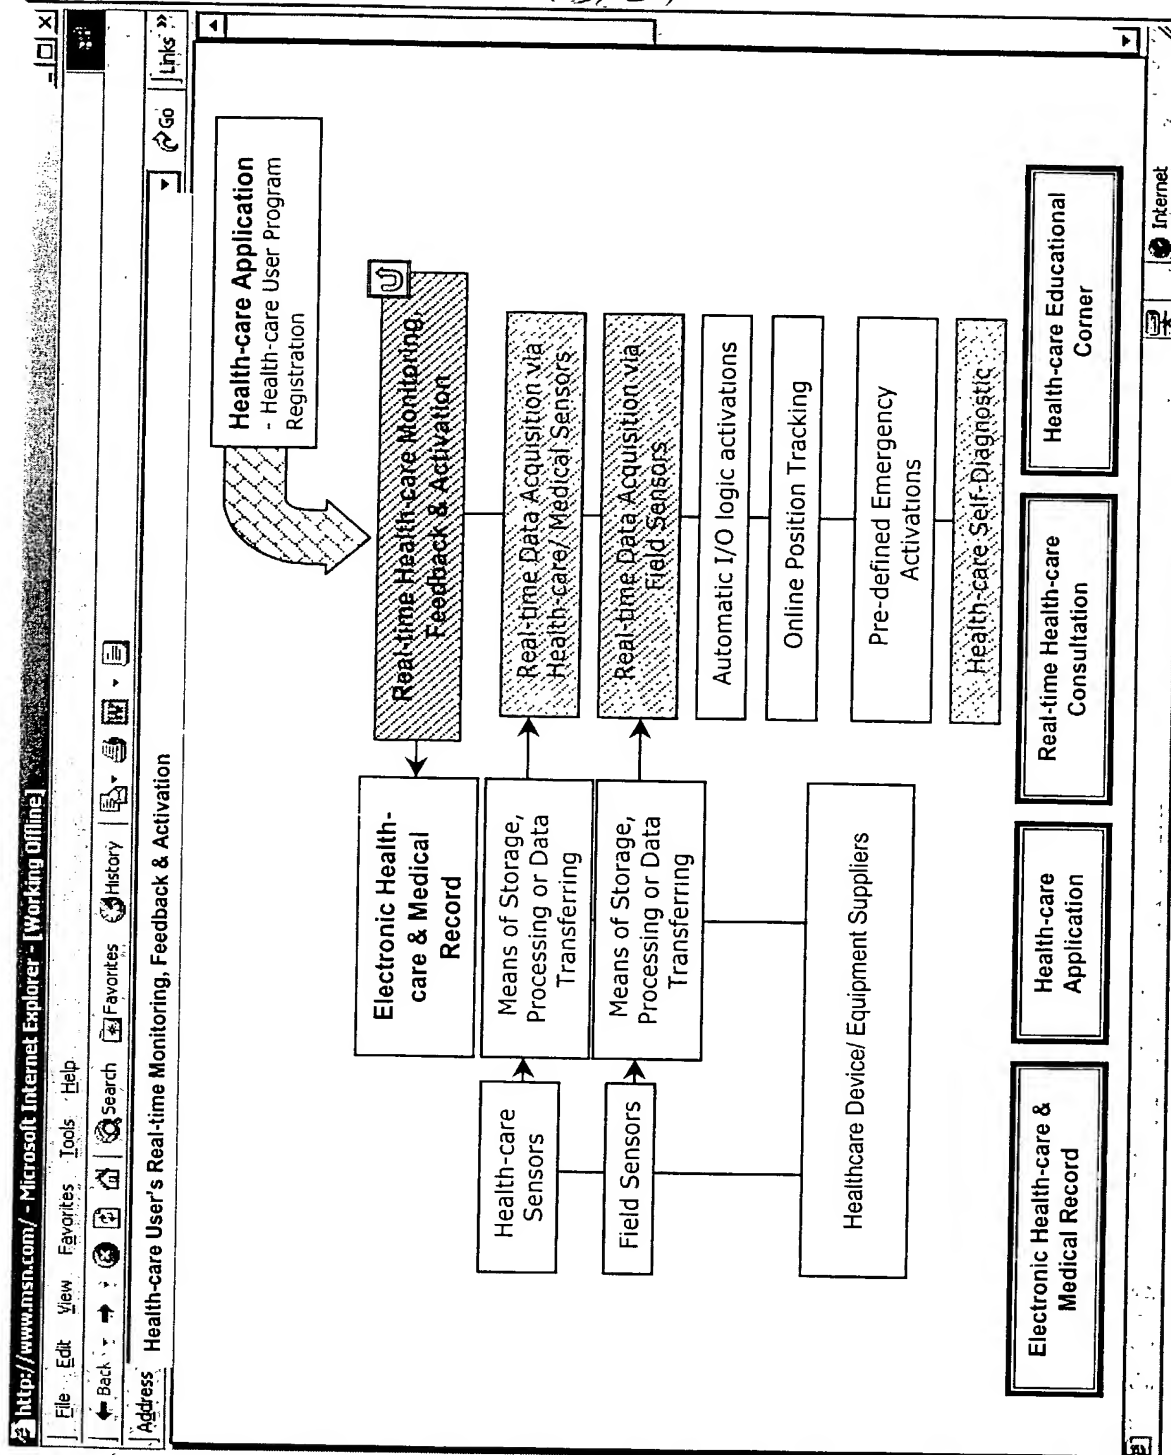 http://www.msn.com/ - Microsoft Internet Explorer - [Working Offline]
File Edit View Favorites Tools Help
Back Search Favorites History
Address Health-care User's Real-time Monitoring, Feedback & Activation Go Links »
Health-care Application
- Health-care User Program
Registration
Real-time Health-care Monitoring,
Feedback & Activation
Electronic Health-
care & Medical
Record
Real-time Data Acquisition via
Health-care/ Medical Sensors
Means of Storage,
Processing or Data
Transferring
Health-care
Sensors
Real-time Data Acquisition via
Field Sensors
Means of Storage,
Processing or Data
Transferring
Field Sensors
Automatic I/O logic activations
Online Position Tracking
Pre-defined Emergency
Activations
Healthcare Device/ Equipment Suppliers
Health-care Self-Diagnostic
Electronic Health-care &
Medical Record
Health-care
Application
Real-time Health-care
Consultation
Health-care Educational
Corner
Internet